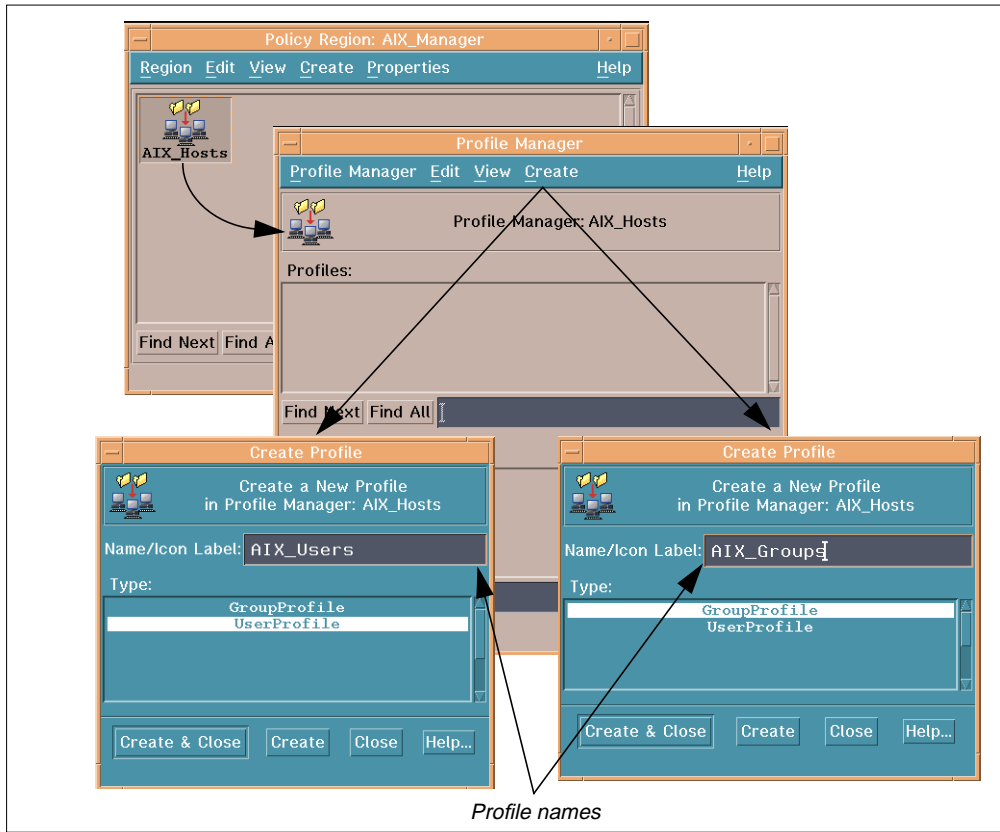 Policy Region: AIX_Manager
Region Edit View Create Properties Help
AIX_Hosts
Find Next Find A
Profile Manager
Profile Manager Edit View Create Help
Profile Manager: AIX_Hosts
Profiles:
Find Next Find All
Create Profile
Create a New Profile
in Profile Manager: AIX_Hosts
Name/Icon Label: AIX_Users
Type:
GroupProfile
UserProfile
Create & Close Create Close Help...
Create Profile
Create a New Profile
in Profile Manager: AIX_Hosts
Name/Icon Label: AIX_Groups
Type:
GroupProfile
UserProfile
Create & Close Create Close Help...
Profile names